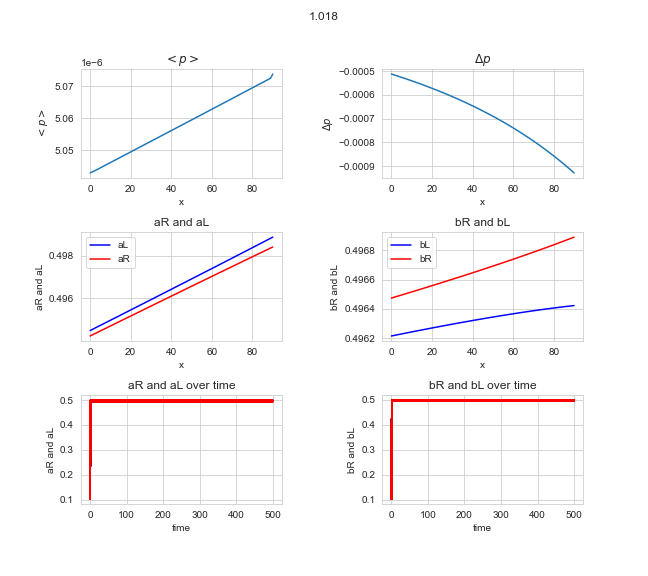 1.018
<p>
1e−6
5.07
5.06
5.05
<p>
0 20 40 60 80
x
Δp
−0.0005
−0.0006
−0.0007
−0.0008
−0.0009
Δp
0 20 40 60 80
x
aR and aL
aL
aR
0.498
0.496
aR and aL
0 20 40 60 80
x
bR and bL
bL
bR
0.4968
0.4966
0.4964
0.4962
bR and bL
0 20 40 60 80
x
aR and aL over time
0.5
0.4
0.3
0.2
0.1
aR and aL
0 100 200 300 400 500
time
bR and bL over time
0.5
0.4
0.3
0.2
0.1
bR and bL
0 100 200 300 400 500
time